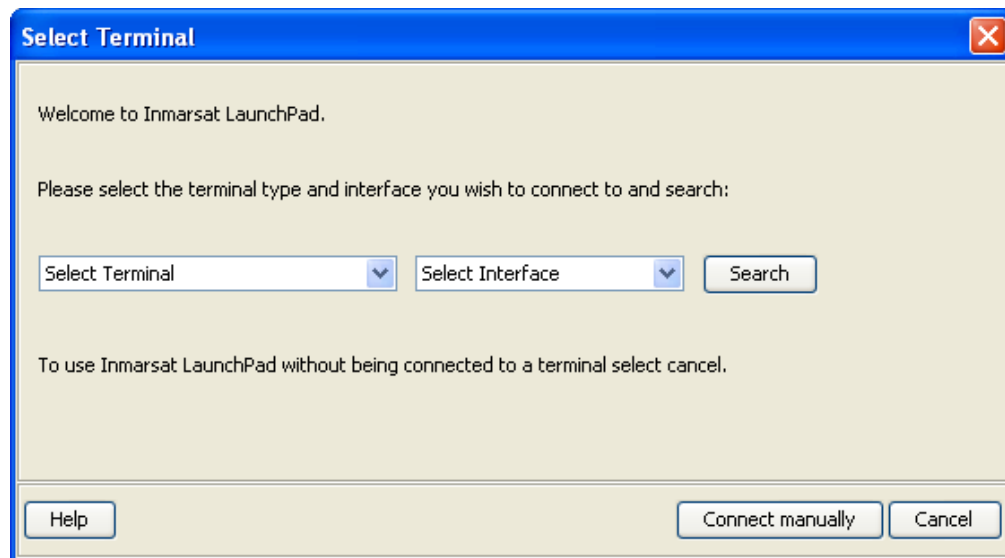 Select Terminal
Welcome to Inmarsat LaunchPad.
Please select the terminal type and interface you wish to connect to and search:
Select Terminal Select Interface Search
To use Inmarsat LaunchPad without being connected to a terminal select cancel.
Help Connect manually Cancel